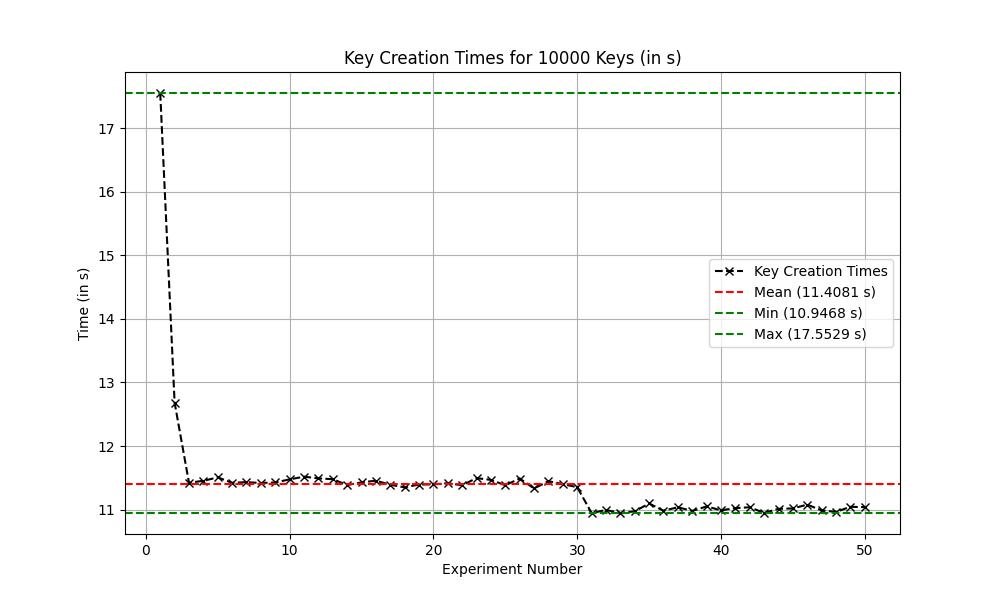 Key Creation Times for 10000 Keys (in s)
17
16
15
14
13
12
11
Time (in s)
Key Creation Times
Mean (11.4081 s)
Min (10.9468 s)
Max (17.5529 s)
0 10 20 30 40 50
Experiment Number